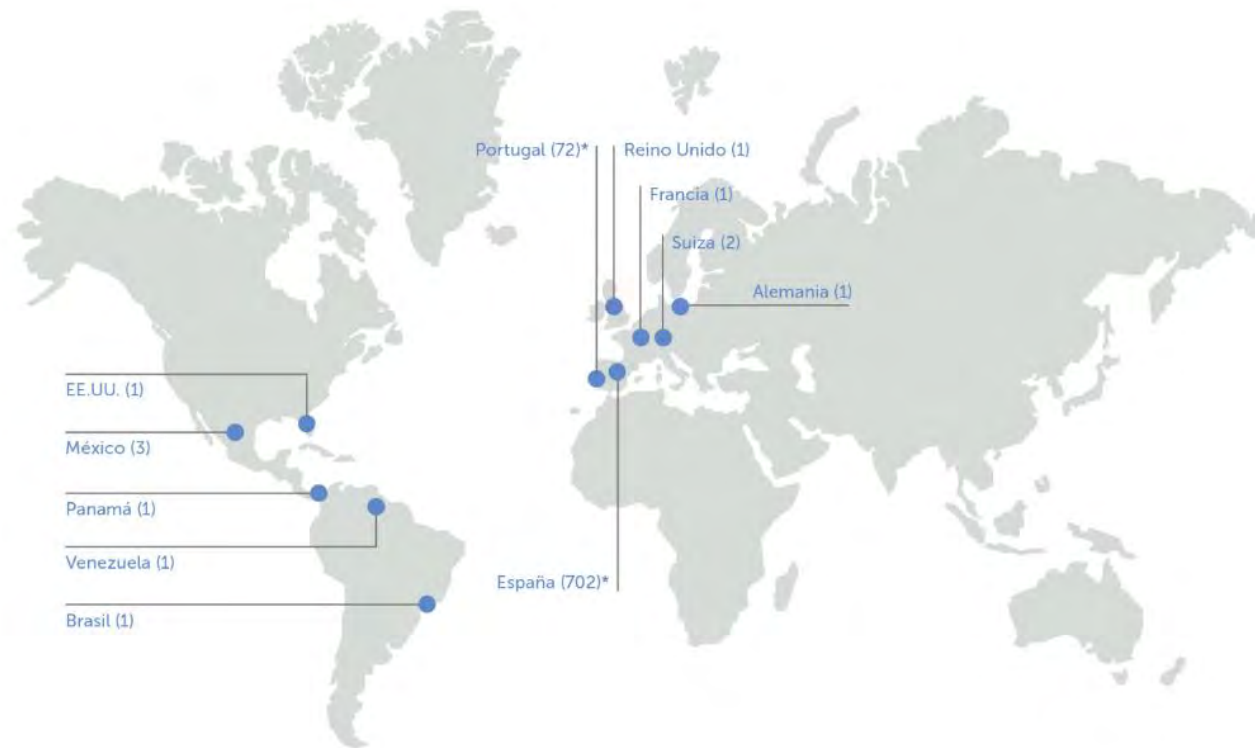 Portugal (72)*
Reino Unido (1)
Francia (1)
Suiza (2)
Alemania (1)
EE.UU. (1)
México (3)
Panamá (1)
Venezuela (1)
España (702)*
Brasil (1)